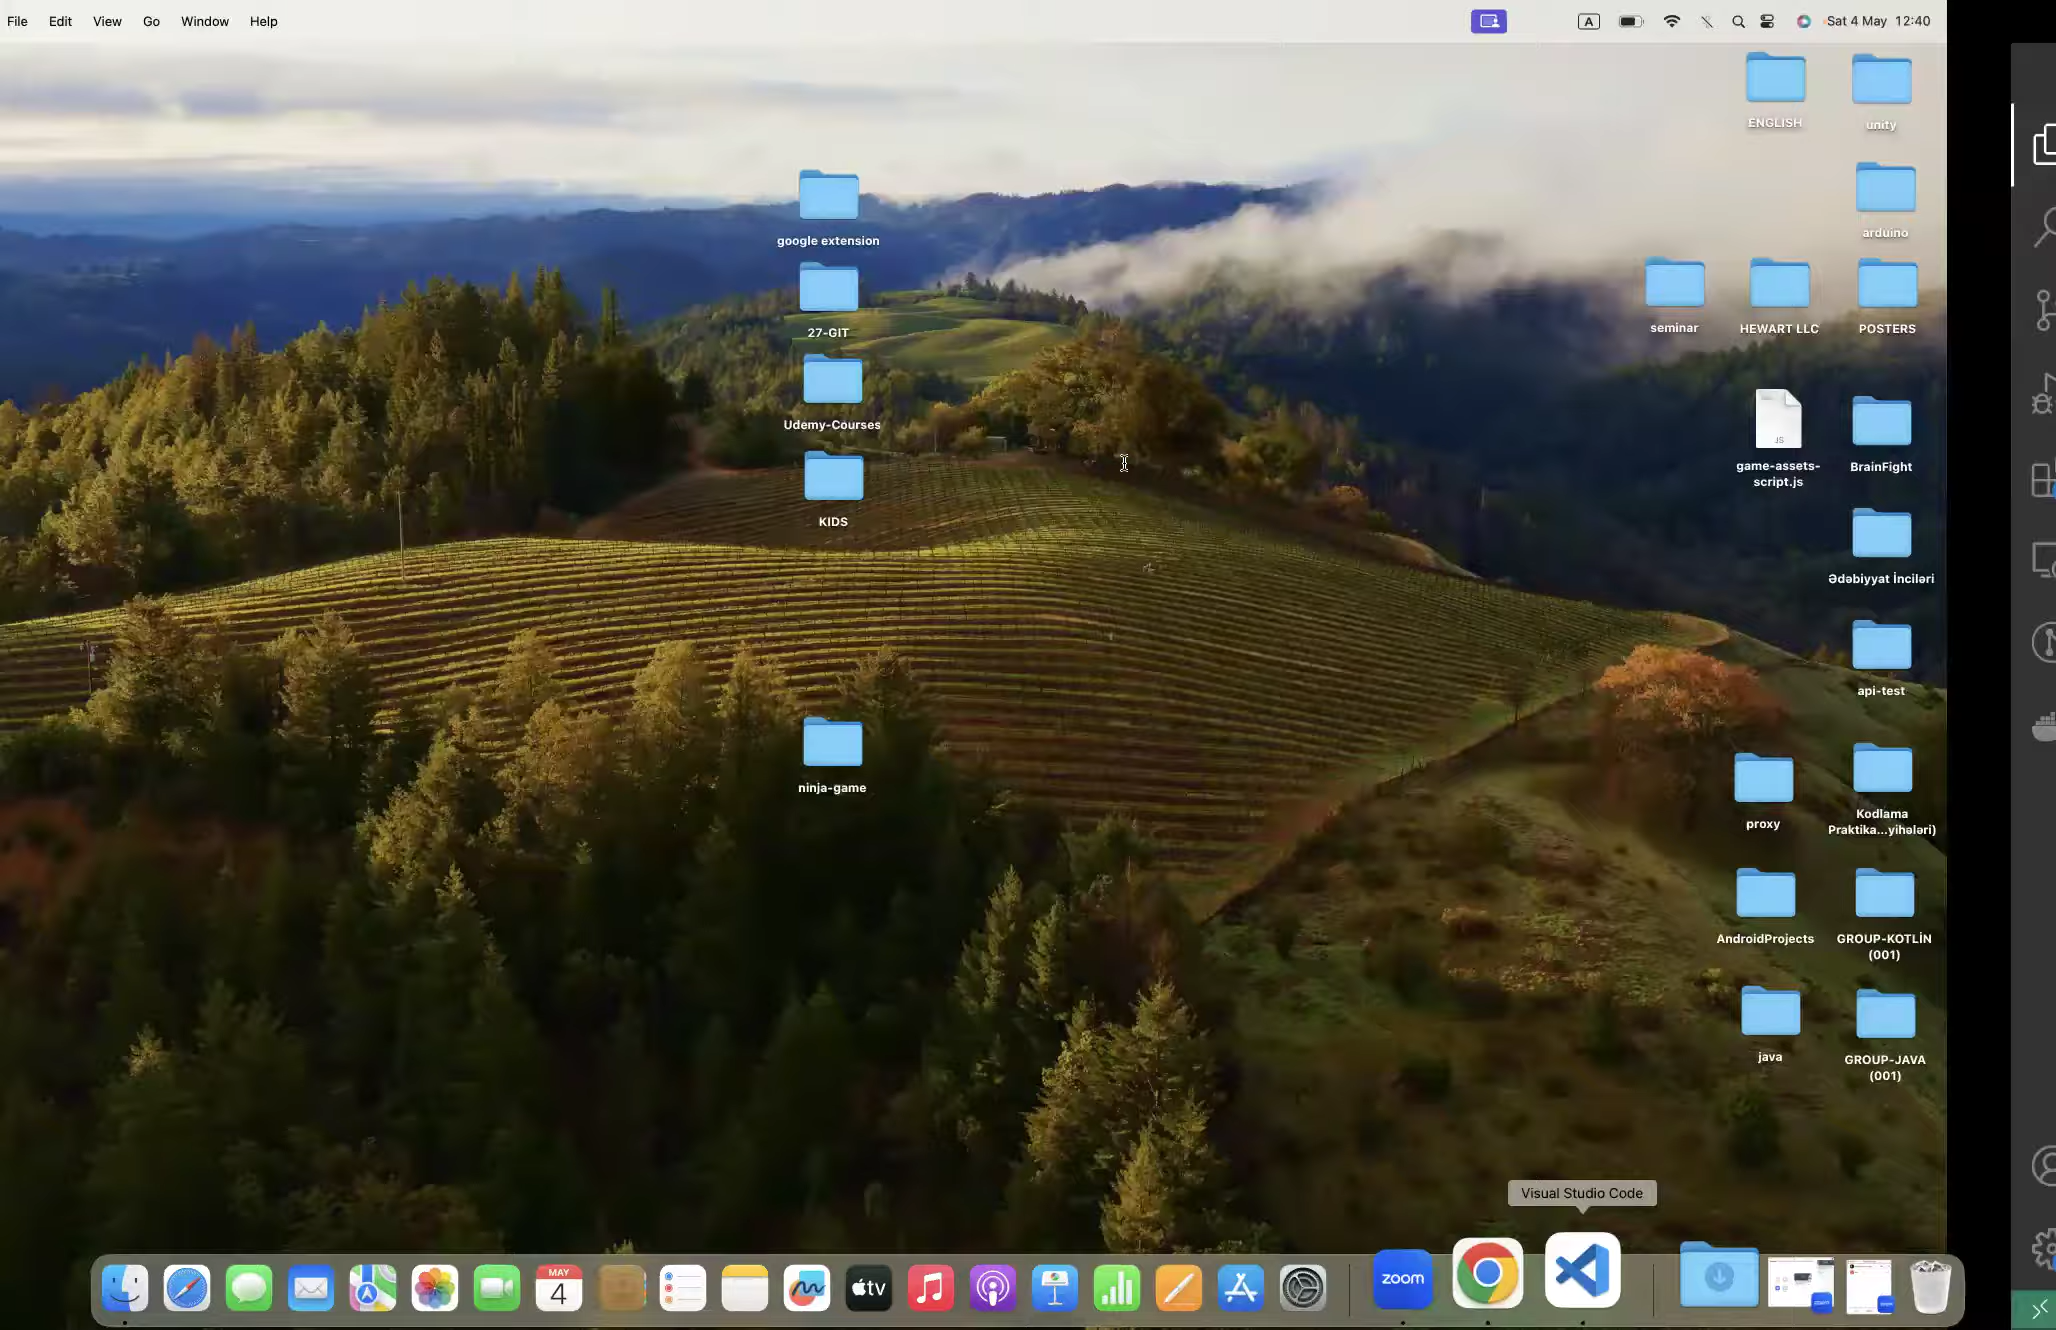 File Edit View Go Window Help
A
Sat 4 May 12:40
ENGLISH
unity
google extension
arduino
27-GIT
seminar
HEWART LLC
POSTERS
Udemy-Courses
JS
game-assets-
script.js
BrainFight
KIDS
Ədəbiyyat İnciləri
api-test
ninja-game
proxy
Kodlama
Praktika...yihələri)
AndroidProjects
GROUP-KOTLİN
(001)
java
GROUP-JAVA
(001)
Visual Studio Code
MAY
4
tv
zoom